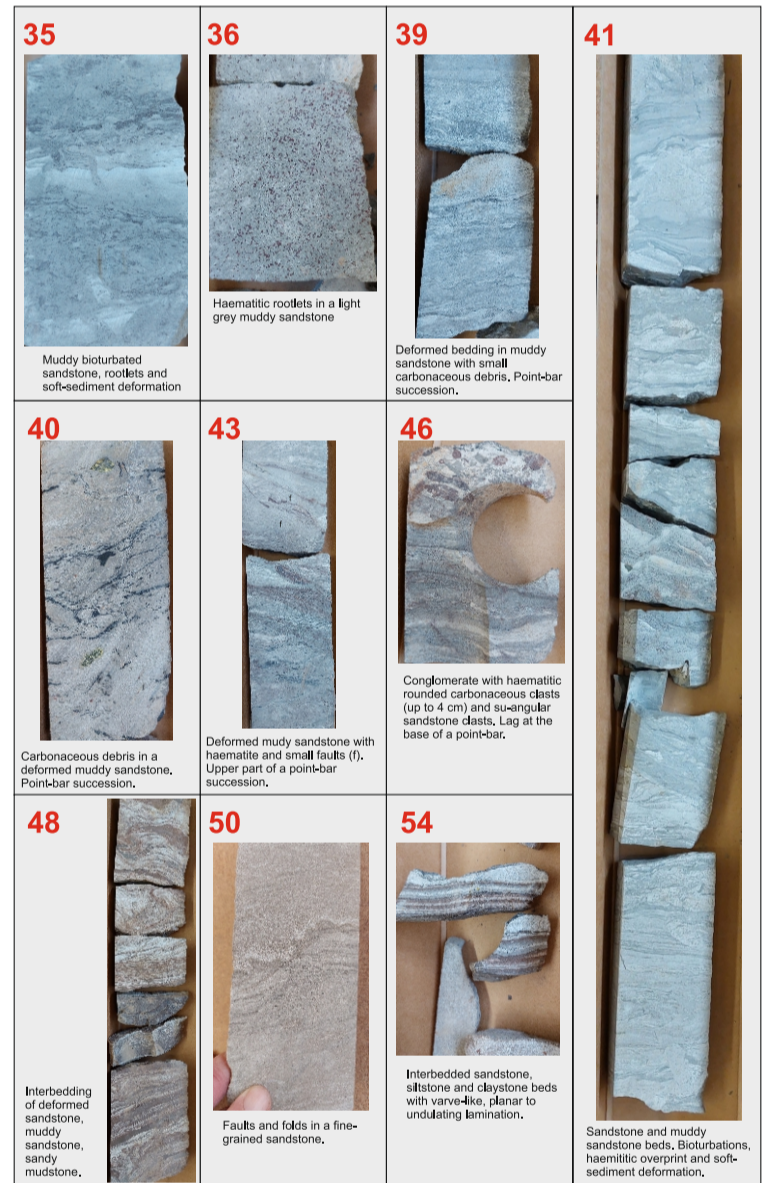 35
Muddy bioturbated
sandstone, rootlets and
soft-sediment deformation
36
Haematitic rootlets in a light
grey muddy sandstone
39
Deformed bedding in muddy
sandstone with small
carbonaceous debris. Point-bar
succession.
41
Sandstone and muddy
sandstone beds. Bioturbations,
haemititic overprint and soft-
sediment deformation.
40
Carbonaceous debris in a
deformed muddy sandstone.
Point-bar succession.
43
f
Deformed mudy sandstone with
haematite and small faults (f).
Upper part of a point-bar
succession.
46
Conglomerate with haematitic
rounded carbonaceous clasts
(up to 4 cm) and su-angular
sandstone clasts. Lag at the
base of a point-bar.
48
Interbedding
of deformed
sandstone,
muddy
sandstone,
sandy
mudstone.
50
Faults and folds in a fine-
grained sandstone.
54
Interbedded sandstone,
siltstone and claystone beds
with varve-like, planar to
undulating lamination.